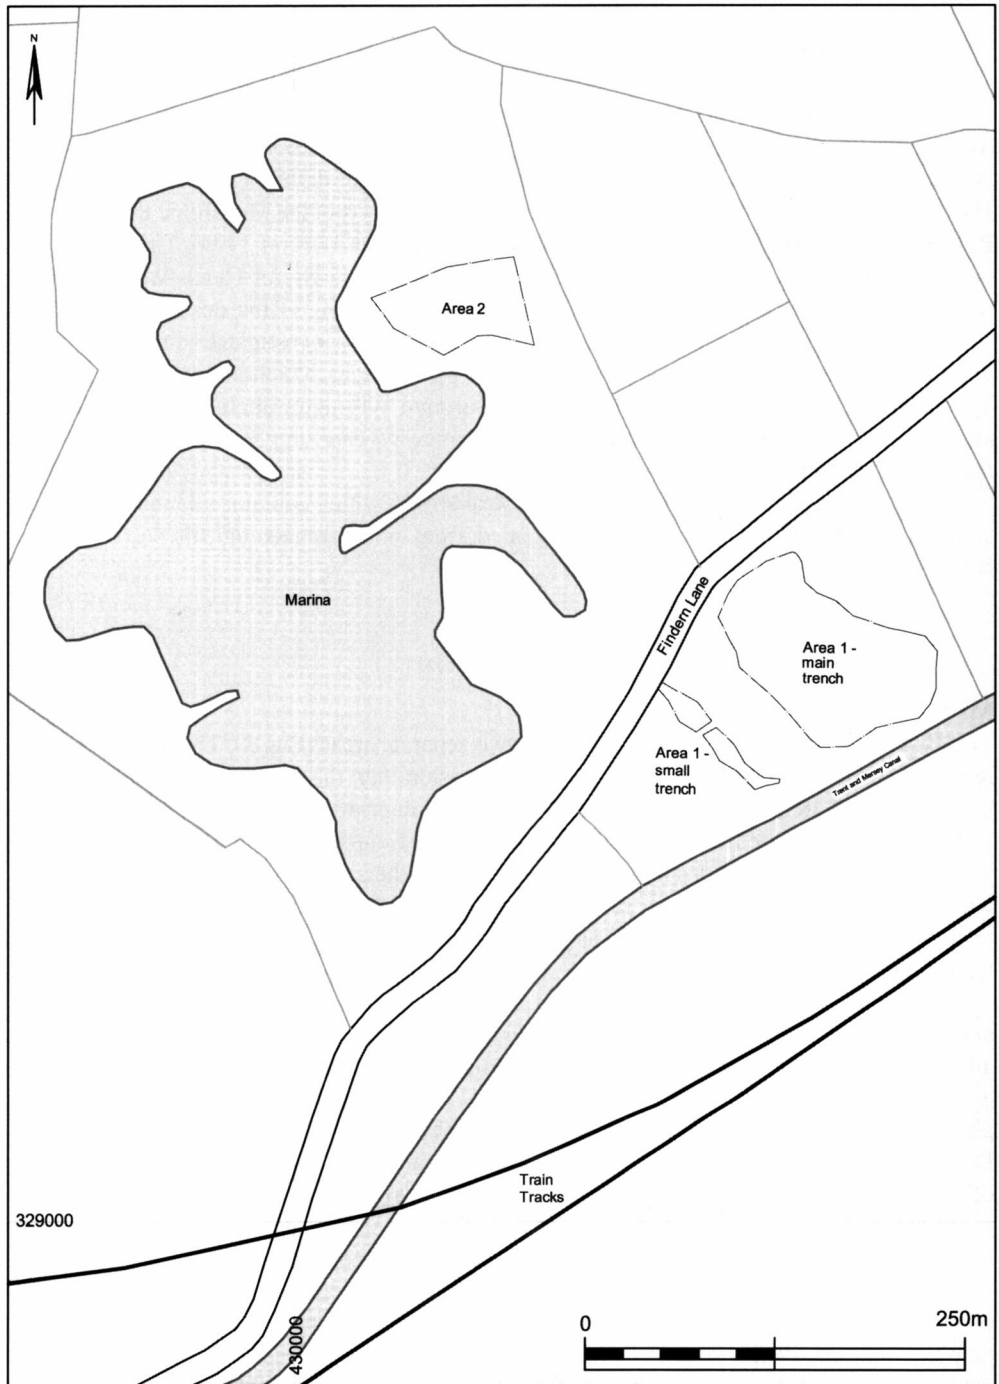 N
Area 2
Marina
Findern Lane
Area 1 -
main
trench
Area 1 -
small
trench
Trent and Mersey Canal
Train
Tracks
329000
430000
0
250m